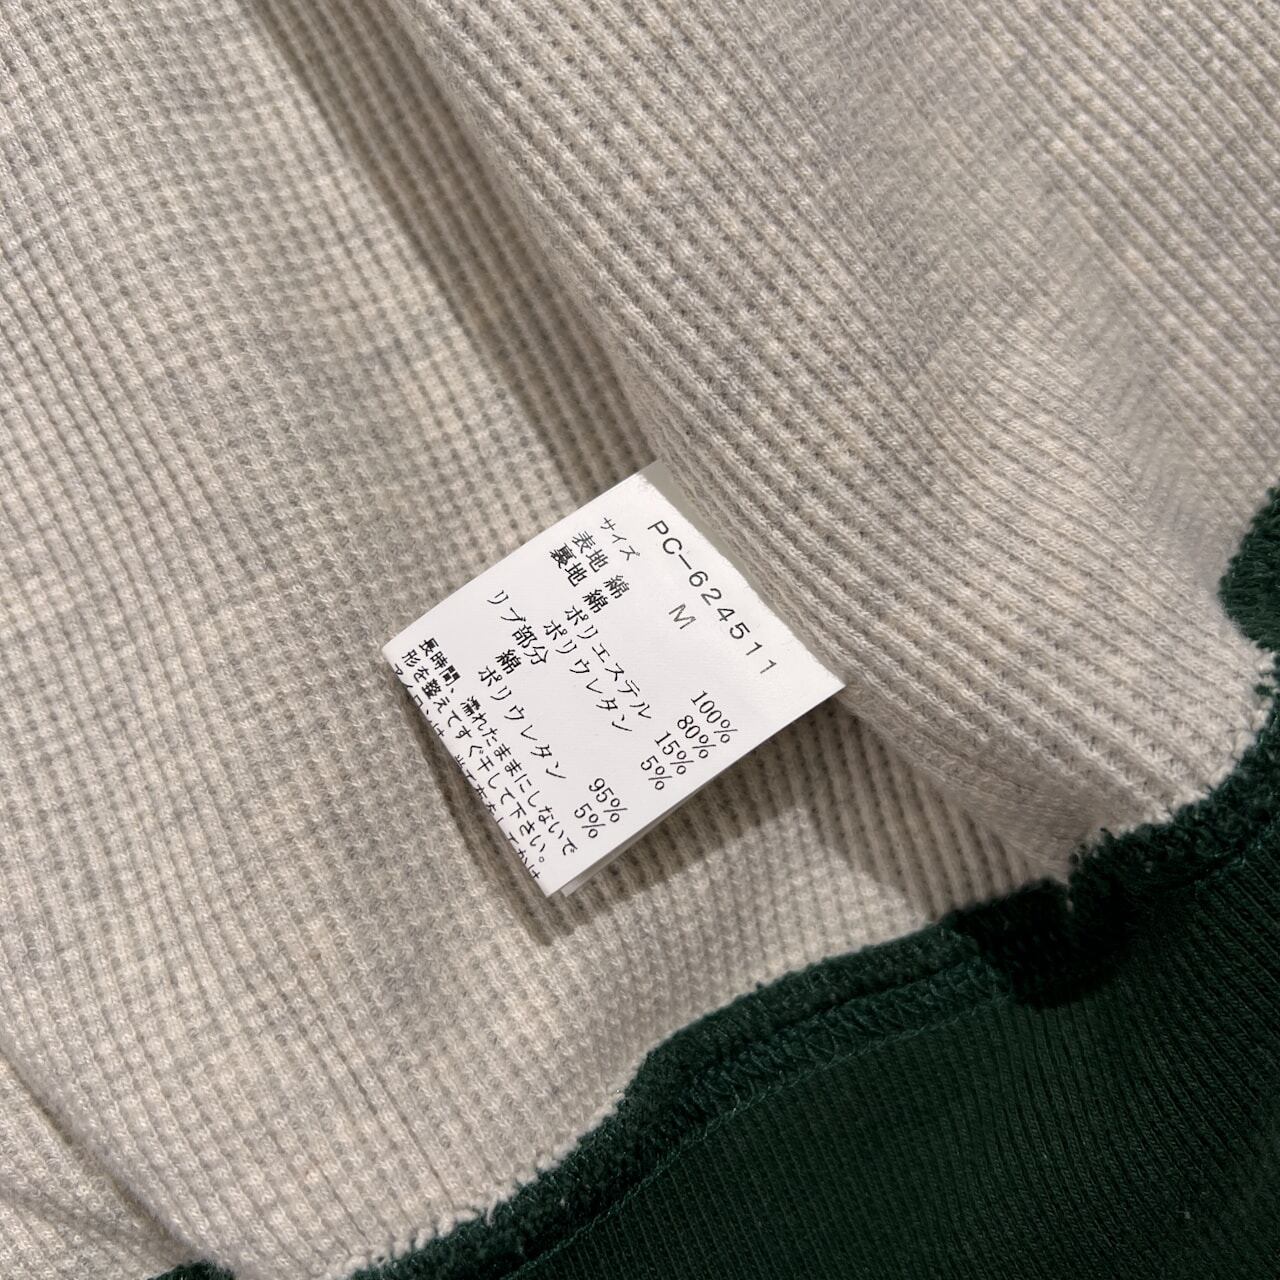 PC-624511
サイズ M
表地 綿 100%
裏地 綿 80%
ポリエステル 15%
ポリウレタン 5%
リブ部分
綿 95%
ポリウレタン 5%
長時間、濡れたままにしないで
形を整えてすぐ干して下さい。